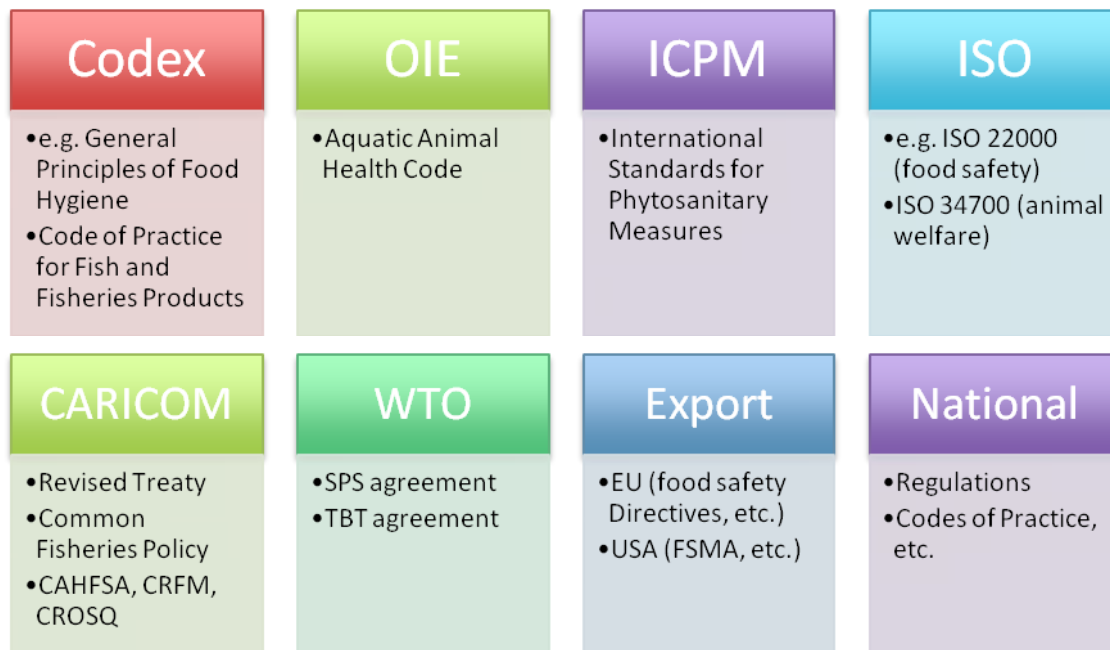 Codex
•e.g. General
Principles of Food
Hygiene
•Code of Practice
for Fish and
Fisheries Products
OIE
•Aquatic Animal
Health Code
ICPM
•International
Standards for
Phytosanitary
Measures
ISO
•e.g. ISO 22000
(food safety)
•ISO 34700 (animal
welfare)
CARICOM
•Revised Treaty
•Common
Fisheries Policy
•CAHFSA, CRFM,
CROSQ
WTO
•SPS agreement
•TBT agreement
Export
•EU (food safety
Directives, etc.)
•USA (FSMA, etc.)
National
•Regulations
•Codes of Practice,
etc.